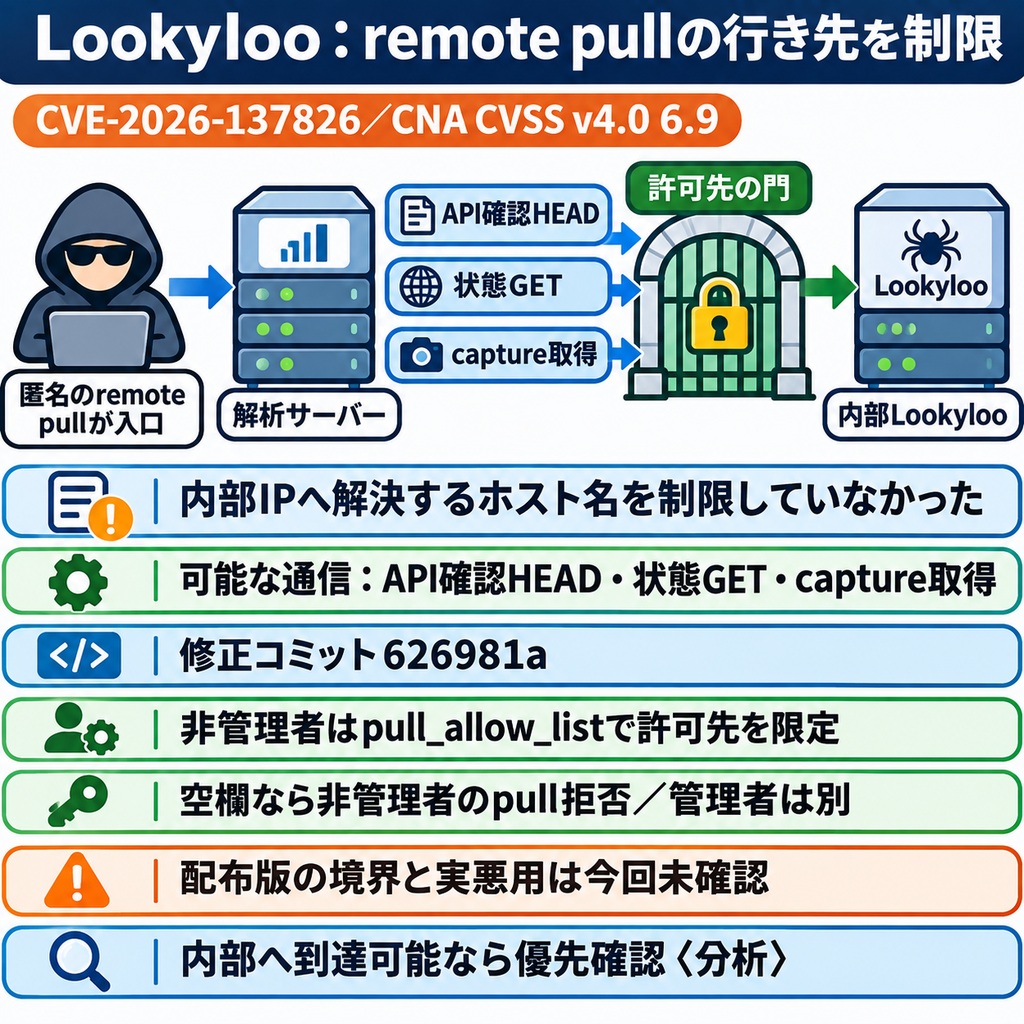 Lookyloo：remote pullの行き先を制限
CVE-2026-137826／CNA CVSS v4.0 6.9
許可先の門
API確認HEAD
状態GET
capture取得
Lookyloo
匿名のremote
pullが入口
解析サーバー
内部Lookyloo
内部IPへ解決するホスト名を制限していなかった
可能な通信：API確認HEAD・状態GET・capture取得
</>
修正コミット626981a
非管理者はpull_allow_listで許可先を限定
空欄なら非管理者のpull拒否／管理者は別
配布版の境界と実悪用は今回未確認
内部へ到達可能なら優先確認〈分析〉